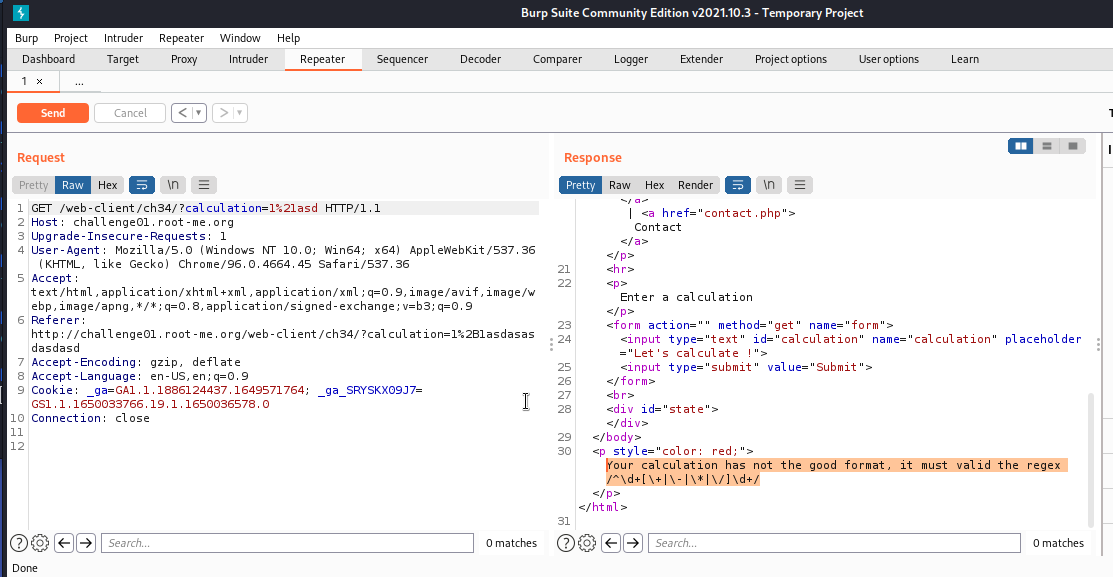 Burp Suite Community Edition v2021.10.3 - Temporary Project
Burp Project Intruder Repeater Window Help
Dashboard Target Proxy Intruder Repeater Sequencer Decoder Comparer Logger Extender Project options User options Learn
1 × ...
Send Cancel < >
Request
Pretty Raw Hex \n
1 GET /web-client/ch34/?calculation=1%21asd HTTP/1.1
2 Host: challenge01.root-me.org
3 Upgrade-Insecure-Requests: 1
4 User-Agent: Mozilla/5.0 (Windows NT 10.0; Win64; x64) AppleWebKit/537.36
(KHTML, like Gecko) Chrome/96.0.4664.45 Safari/537.36
5 Accept:
text/html,application/xhtml+xml,application/xml;q=0.9,image/avif,image/w
ebp,image/apng,*/*;q=0.8,application/signed-exchange;v=b3;q=0.9
6 Referer:
http://challenge01.root-me.org/web-client/ch34/?calculation=1%2B1asdasas
dasdasd
7 Accept-Encoding: gzip, deflate
8 Accept-Language: en-US,en;q=0.9
9 Cookie: _ga=GA1.1.1886124437.1649571764; _ga_SRYSKX09J7=
GS1.1.1650033766.19.1.1650036578.0
10 Connection: close
11
12
? Search... 0 matches
Response
Pretty Raw Hex Render \n
</a>
| <a href="contact.php">
Contact
</a>
</p>
21 <hr>
22 <p>
Enter a calculation
</p>
23 <form action="" method="get" name="form">
24 <input type="text" id="calculation" name="calculation" placeholder
="Let's calculate !">
25 <input type="submit" value="Submit">
26 </form>
27 <br>
28 <div id="state">
</div>
29 </body>
30 <p style="color: red;">
Your calculation has not the good format, it must valid the regex
/^\d+[\+|\-|\*|\/]\d+/
</p>
</html>
31
? Search... 0 matches
Done